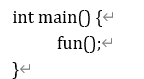 int main() {
fun();
}